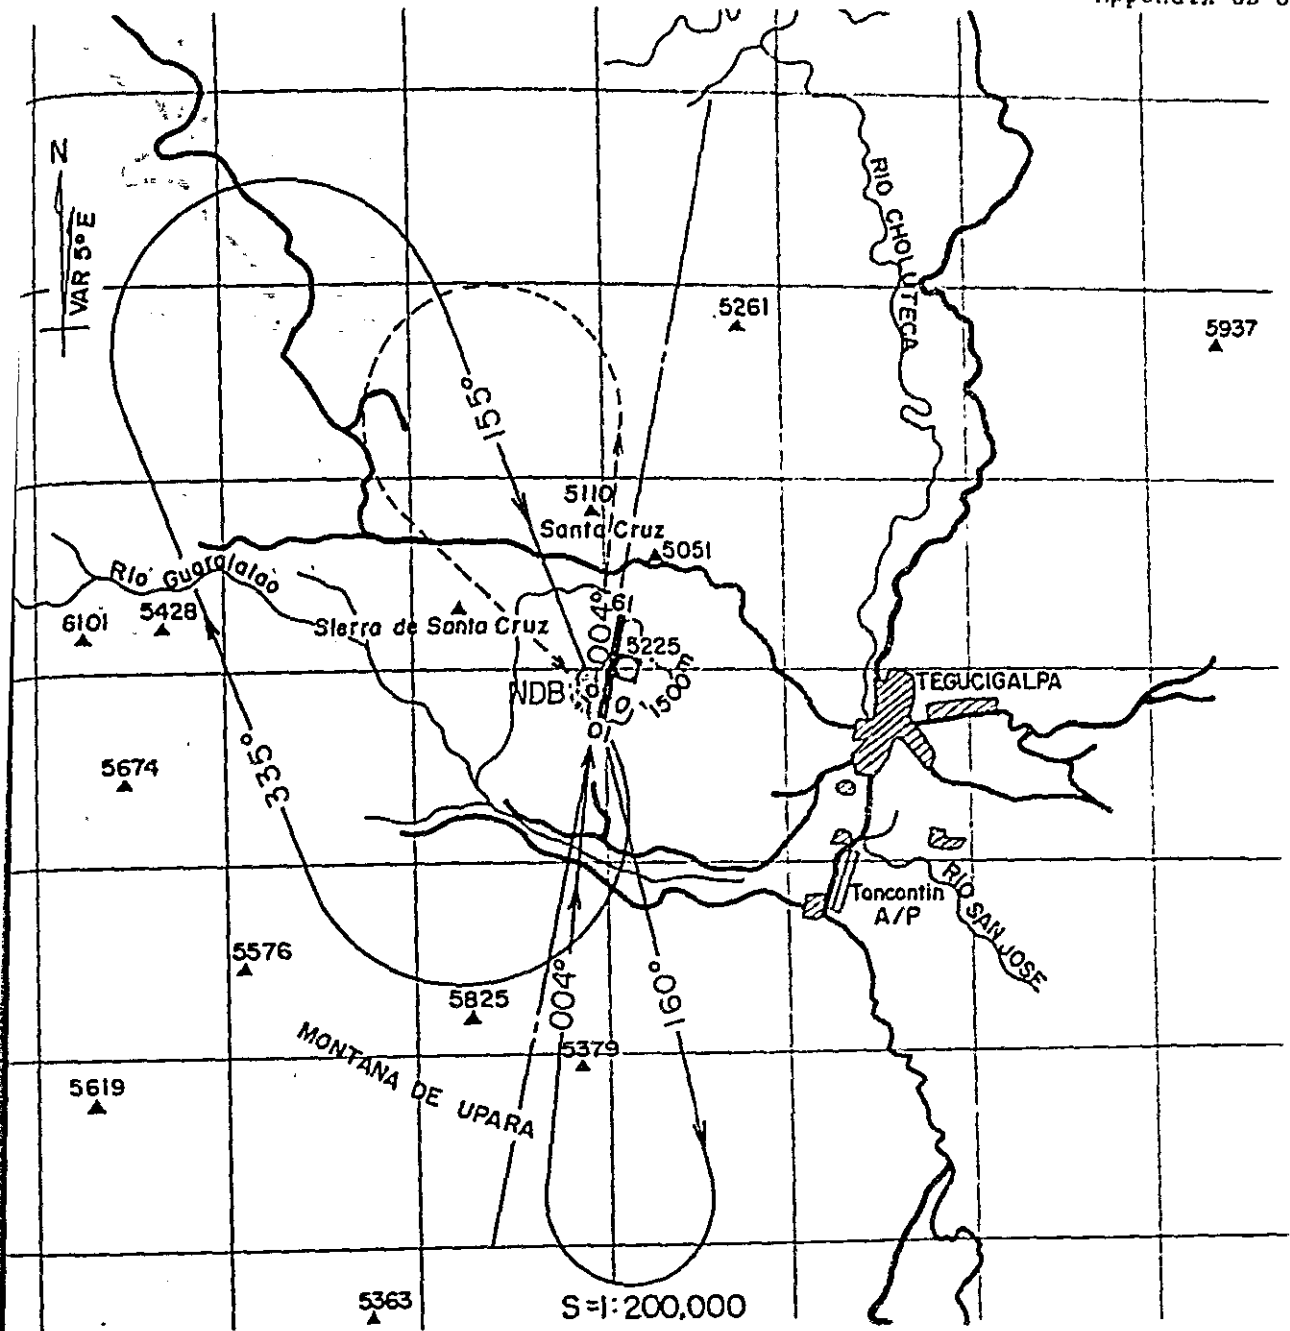 N
VAR 5°E
RIO CHOLUTECA
5261
5937
155°
5110
Santa Cruz
5051
Rio Guaralalao
6101
5428
Sierra de Santa Cruz
004°
19
5225
1500m
NDB
01
TEGUCIGALPA
335°
5674
Toncontin
A/P
RIO SAN JOSE
5576
5825
004°
160°
5379
MONTANA DE UPARA
5619
5363
S=1:200,000